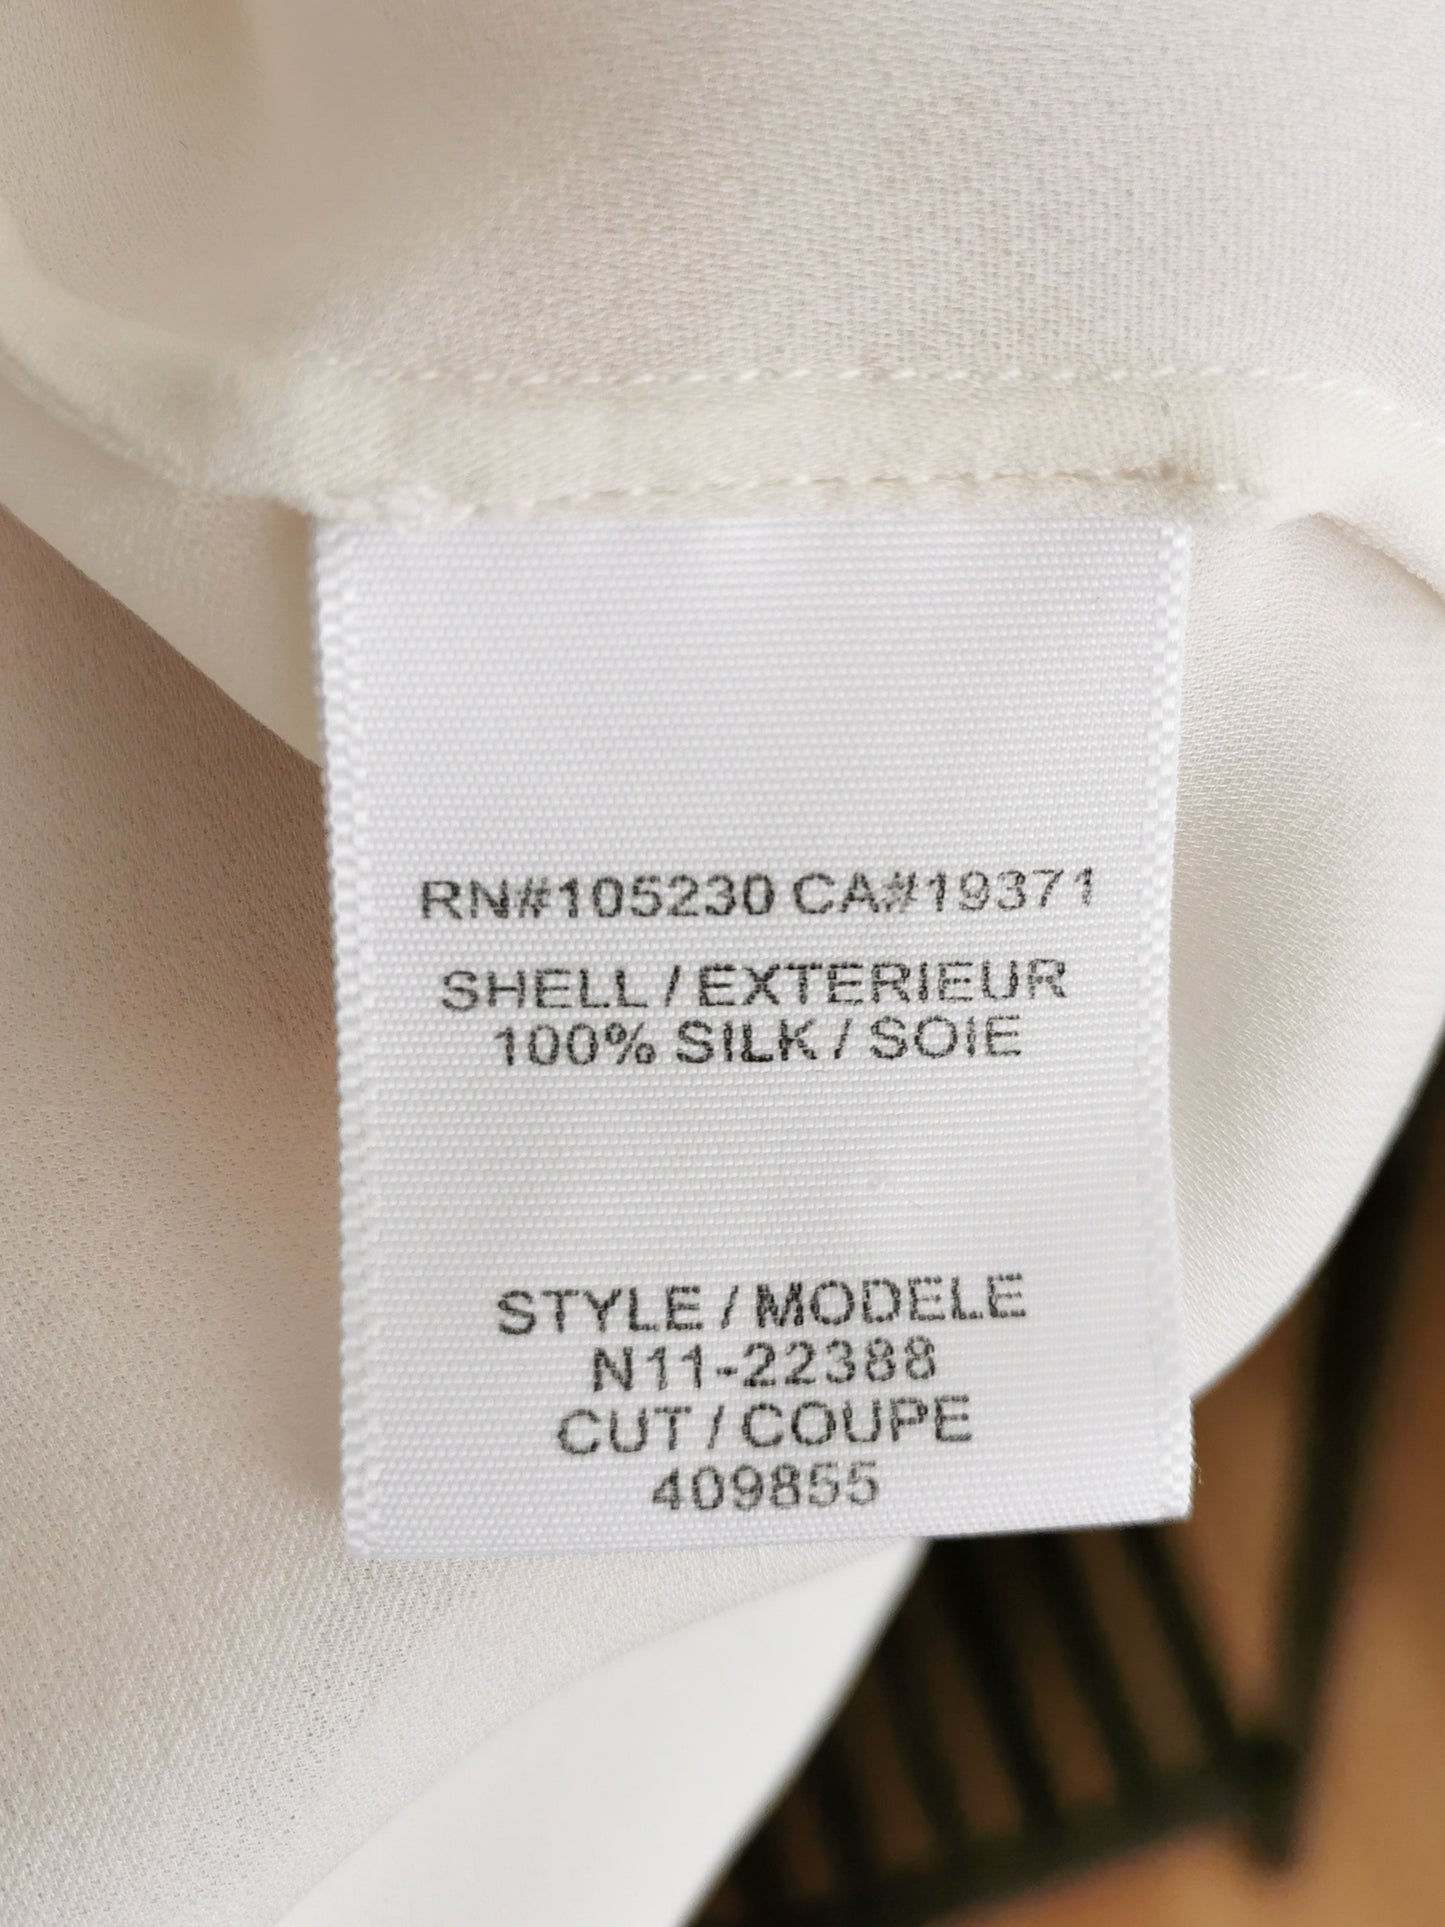 RN#105230 CA#19371
SHELL / EXTERIEUR
100% SILK / SOIE
STYLE / MODELE
N11-22388
CUT / COUPE
409855